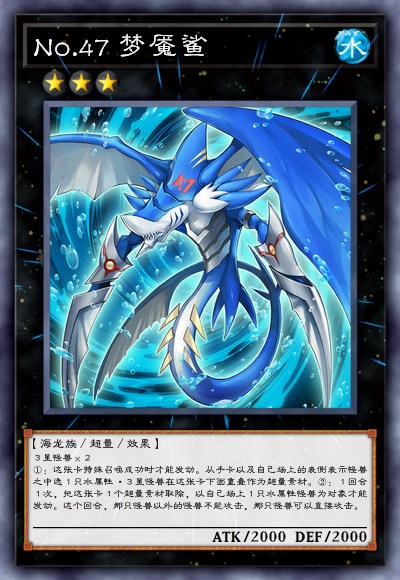 No.47 梦魇鲨
水
47
【海龙族／超量／效果】
3星怪兽×2
①：这张卡特殊召唤成功时才能发动。从手卡以及自己场上的表侧表示怪兽
之中选1只水属性·3星怪兽在这张卡下面重叠作为超量素材。②：1回合
1次，把这张卡1个超量素材取除，以自己场上1只水属性怪兽为对象才能
发动。这个回合，那只怪兽以外的怪兽不能攻击，那只怪兽可以直接攻击。
ATK/2000 DEF/2000